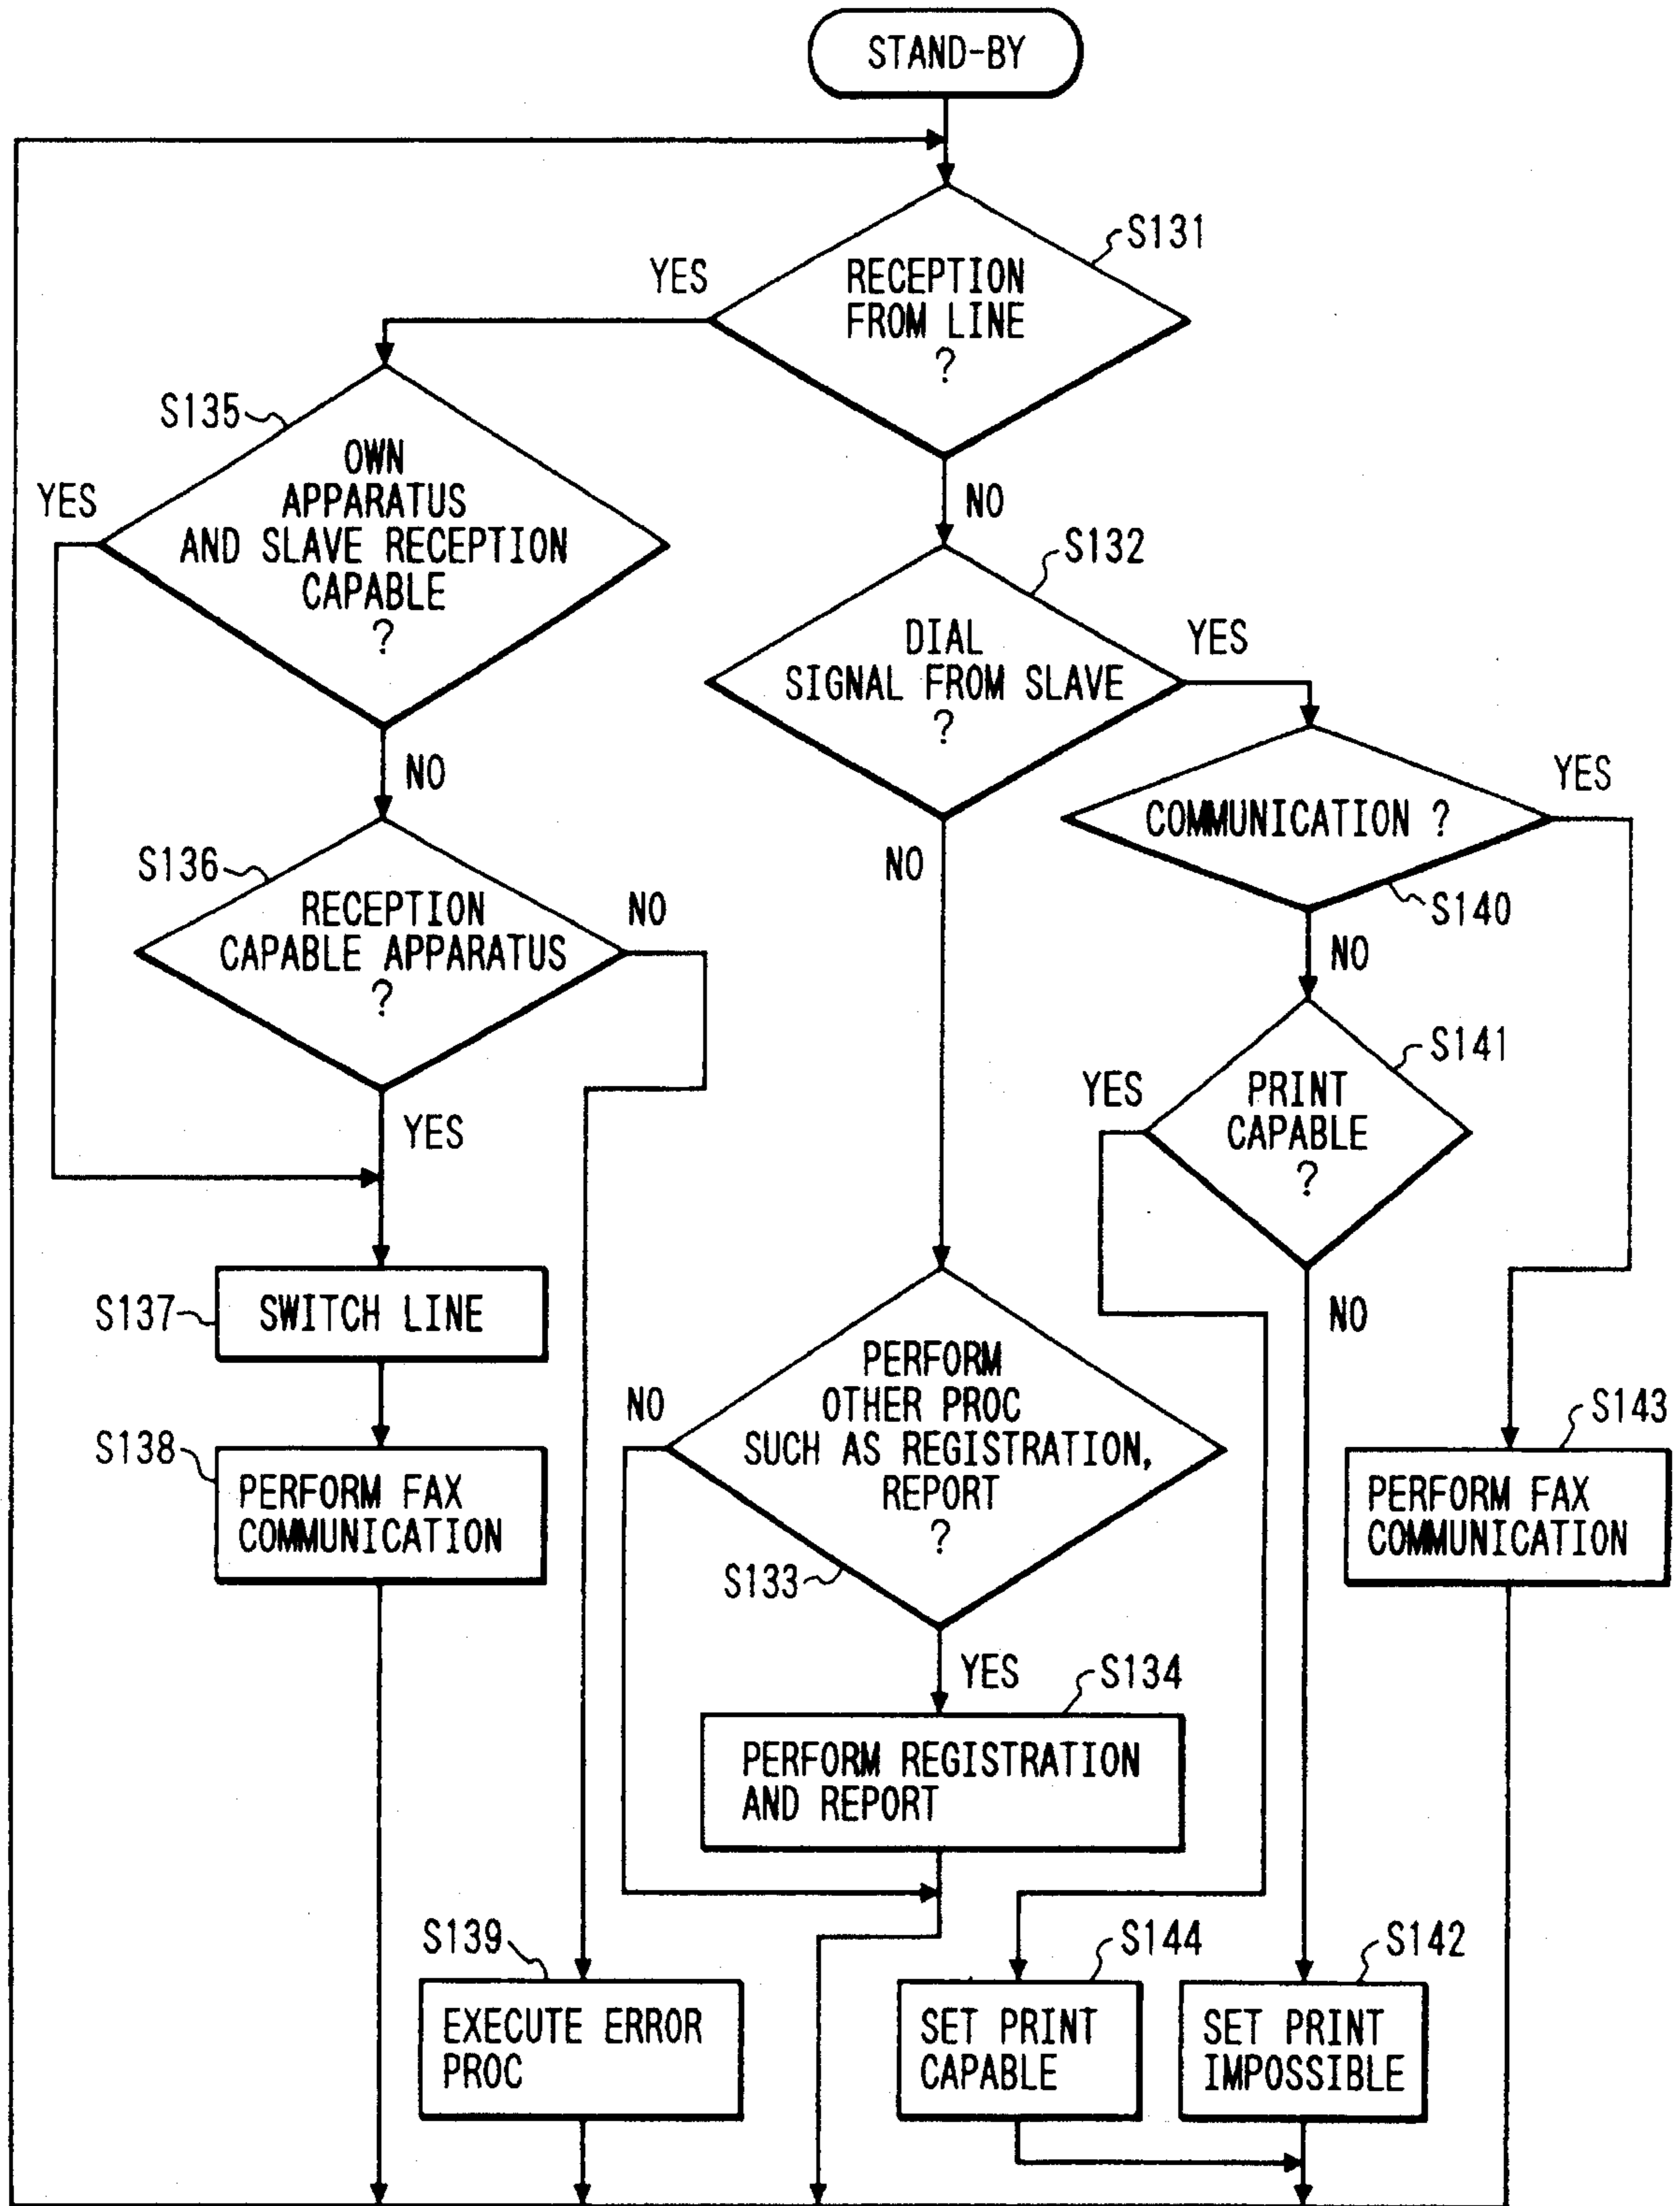 STAND-BY
S131
YES
RECEPTION
FROM LINE
?
NO
S135
OWN
APPARATUS
AND SLAVE RECEPTION
CAPABLE
?
YES
NO
S132
DIAL
SIGNAL FROM SLAVE
?
YES
NO
COMMUNICATION ?
YES
S140
NO
S136
RECEPTION
CAPABLE APPARATUS
?
NO
YES
S141
PRINT
CAPABLE
?
YES
NO
S137
SWITCH LINE
S138
PERFORM FAX
COMMUNICATION
PERFORM
OTHER PROC
SUCH AS REGISTRATION,
REPORT
?
NO
S133
YES
S134
PERFORM REGISTRATION
AND REPORT
S143
PERFORM FAX
COMMUNICATION
S139
EXECUTE ERROR
PROC
S144
SET PRINT
CAPABLE
S142
SET PRINT
IMPOSSIBLE